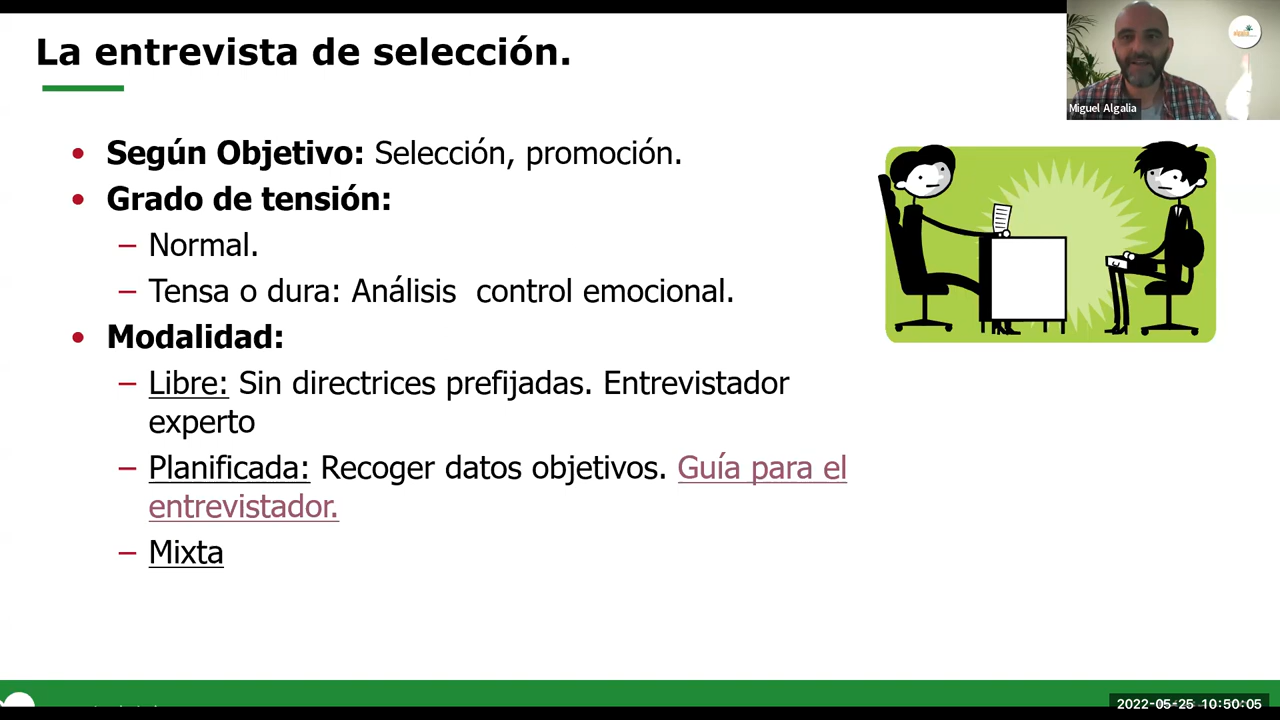 La entrevista de selección.
Miguel Algalia
• Según Objetivo: Selección, promoción.
• Grado de tensión:
– Normal.
– Tensa o dura: Análisis control emocional.
• Modalidad:
– Libre: Sin directrices prefijadas. Entrevistador
experto
– Planificada: Recoger datos objetivos. Guía para el
entrevistador.
– Mixta
2022-05-25 10:50:05